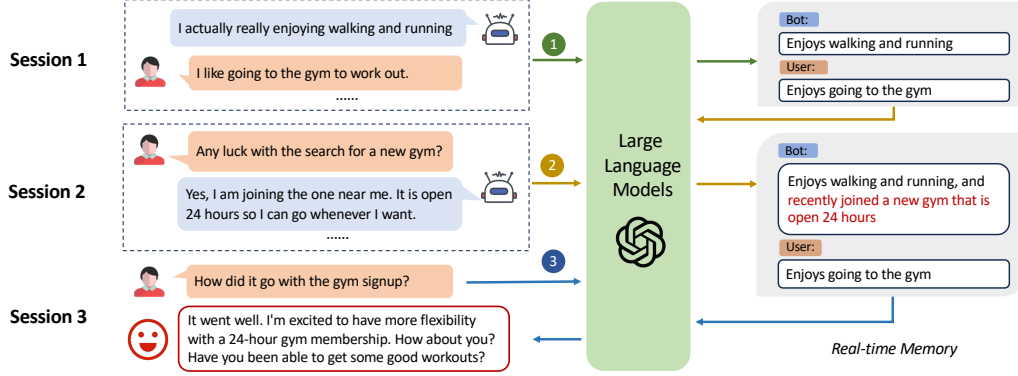 Session 1
I actually really enjoying walking and running
I like going to the gym to work out.
......
1
Bot:
Enjoys walking and running
User:
Enjoys going to the gym
Large
Language
Models
Session 2
Any luck with the search for a new gym?
Yes, I am joining the one near me. It is open
24 hours so I can go whenever I want.
......
2
Bot:
Enjoys walking and running, and
recently joined a new gym that is
open 24 hours
User:
Enjoys going to the gym
Session 3
How did it go with the gym signup?
3
It went well. I'm excited to have more flexibility
with a 24-hour gym membership. How about you?
Have you been able to get some good workouts?
Real-time Memory